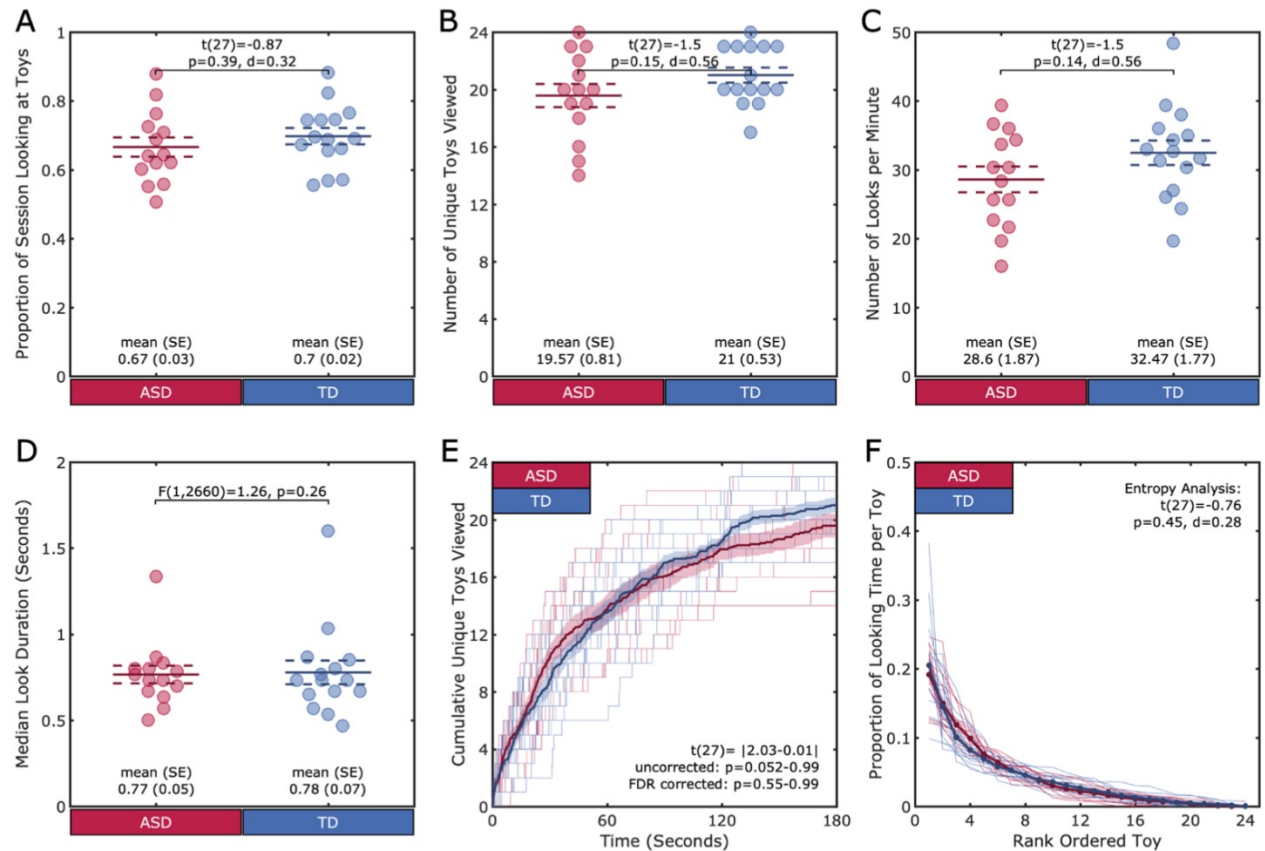 A
Proportion of Session Looking at Toys
1
0.8
0.6
0.4
0.2
0
t(27)=-0.87
p=0.39, d=0.32
mean (SE)
0.67 (0.03)
mean (SE)
0.7 (0.02)
ASD
TD
B
Number of Unique Toys Viewed
24
20
16
12
8
4
0
t(27)=-1.5
p=0.15, d=0.56
mean (SE)
19.57 (0.81)
mean (SE)
21 (0.53)
ASD
TD
C
Number of Looks per Minute
50
40
30
20
10
0
t(27)=-1.5
p=0.14, d=0.56
mean (SE)
28.6 (1.87)
mean (SE)
32.47 (1.77)
ASD
TD
D
Median Look Duration (Seconds)
2
1.5
1
0.5
0
F(1,2660)=1.26, p=0.26
mean (SE)
0.77 (0.05)
mean (SE)
0.78 (0.07)
ASD
TD
E
Cumulative Unique Toys Viewed
24
20
16
12
8
4
0
ASD
TD
t(27)= |2.03-0.01|
uncorrected: p=0.052-0.99
FDR corrected: p=0.55-0.99
0
60
120
180
Time (Seconds)
F
Proportion of Looking Time per Toy
0.5
0.4
0.3
0.2
0.1
0
ASD
TD
Entropy Analysis:
t(27)=-0.76
p=0.45, d=0.28
0
4
8
12
16
20
24
Rank Ordered Toy